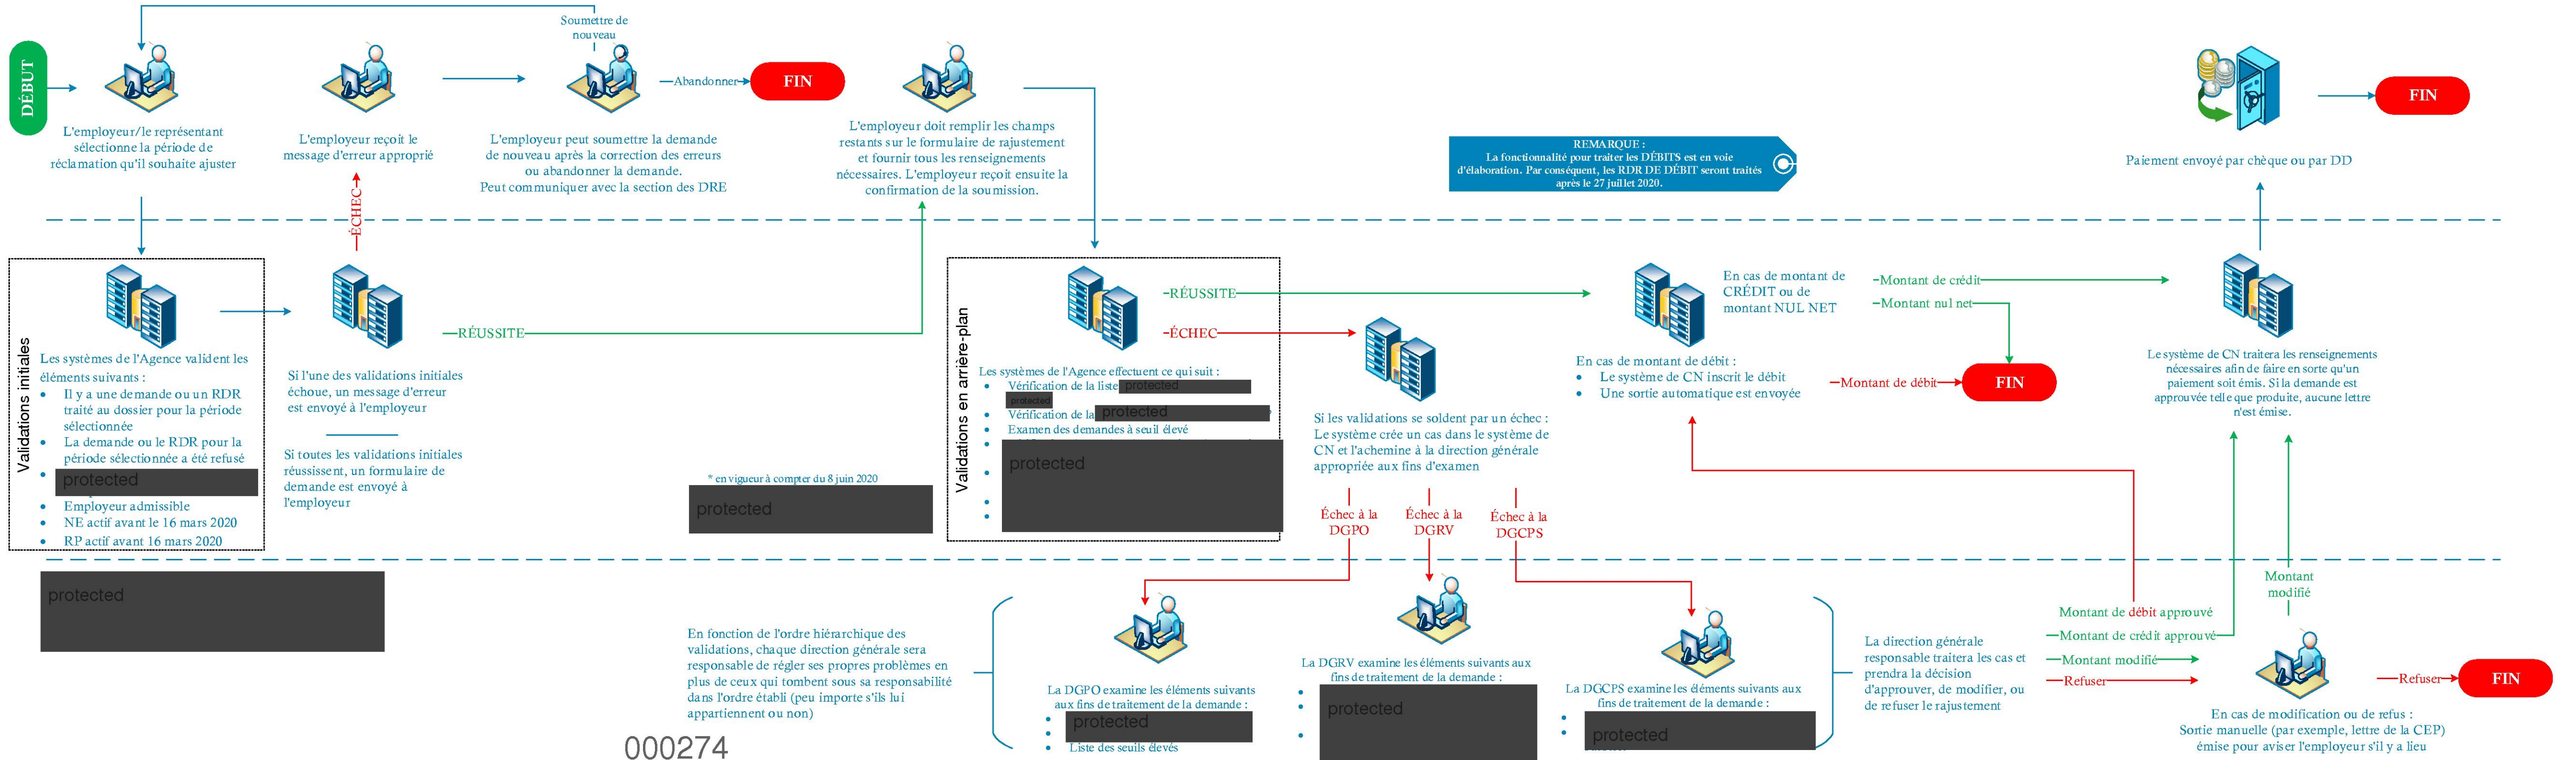 DÉBUT
Soumettre de
nouveau
Abandonner
FIN
L'employeur/le représentant
sélectionne la période de
réclamation qu'il souhaite ajuster
L'employeur reçoit le
message d'erreur approprié
L'employeur peut soumettre la demande
de nouveau après la correction des erreurs
ou abandonner la demande.
Peut communiquer avec la section des DRE
L'employeur doit remplir les champs
restants sur le formulaire de rajustement
et fournir tous les renseignements
nécessaires. L'employeur reçoit ensuite la
confirmation de la soumission.
REMARQUE :
La fonctionnalité pour traiter les DÉBITS est en voie
d'élaboration. Par conséquent, les RDR DE DÉBIT seront traités
après le 27 juillet 2020.
FIN
Paiement envoyé par chèque ou par DD
ÉCHEC
Validations initiales
Les systèmes de l'Agence valident les
éléments suivants :
• Il y a une demande ou un RDR
traité au dossier pour la période
sélectionnée
• La demande ou le RDR pour la
période sélectionnée a été refusé
• protected
• Employeur admissible
• NE actif avant le 16 mars 2020
• RP actif avant 16 mars 2020
Si l'une des validations initiales
échoue, un message d'erreur
est envoyé à l'employeur
Si toutes les validations initiales
réussissent, un formulaire de
demande est envoyé à
l'employeur
RÉUSSITE
* en vigueur à compter du 8 juin 2020
protected
Validations en arrière-plan
Les systèmes de l'Agence effectuent ce qui suit :
• Vérification de la liste protected
protected
• Vérification de la protected
• Examen des demandes à seuil élevé
protected
RÉUSSITE
ÉCHEC
Si les validations se soldent par un échec :
Le système crée un cas dans le système de
CN et l'achemine à la direction générale
appropriée aux fins d'examen
Échec à la
DGPO
Échec à la
DGRV
Échec à la
DGCPS
En cas de montant de
CRÉDIT ou de
montant NUL NET
En cas de montant de débit :
• Le système de CN inscrit le débit
• Une sortie automatique est envoyée
Montant de crédit
Montant nul net
Montant de débit
FIN
Le système de CN traitera les renseignements
nécessaires afin de faire en sorte qu'un
paiement soit émis. Si la demande est
approuvée telle que produite, aucune lettre
n'est émise.
protected
En fonction de l'ordre hiérarchique des
validations, chaque direction générale sera
responsable de régler ses propres problèmes en
plus de ceux qui tombent sous sa responsabilité
dans l'ordre établi (peu importe s'ils lui
appartiennent ou non)
La DGPO examine les éléments suivants
aux fins de traitement de la demande :
• protected
•
• Liste des seuils élevés
La DGRV examine les éléments suivants aux
fins de traitement de la demande :
protected
La DGCPS examine les éléments suivants aux
fins de traitement de la demande :
protected
La direction générale
responsable traitera les cas et
prendra la décision
d'approuver, de modifier, ou
de refuser le rajustement
Montant de débit approuvé
Montant de crédit approuvé
Montant modifié
Refuser
Montant
modifié
Refuser
FIN
En cas de modification ou de refus :
Sortie manuelle (par exemple, lettre de la CEP)
émise pour aviser l'employeur s'il y a lieu
000274